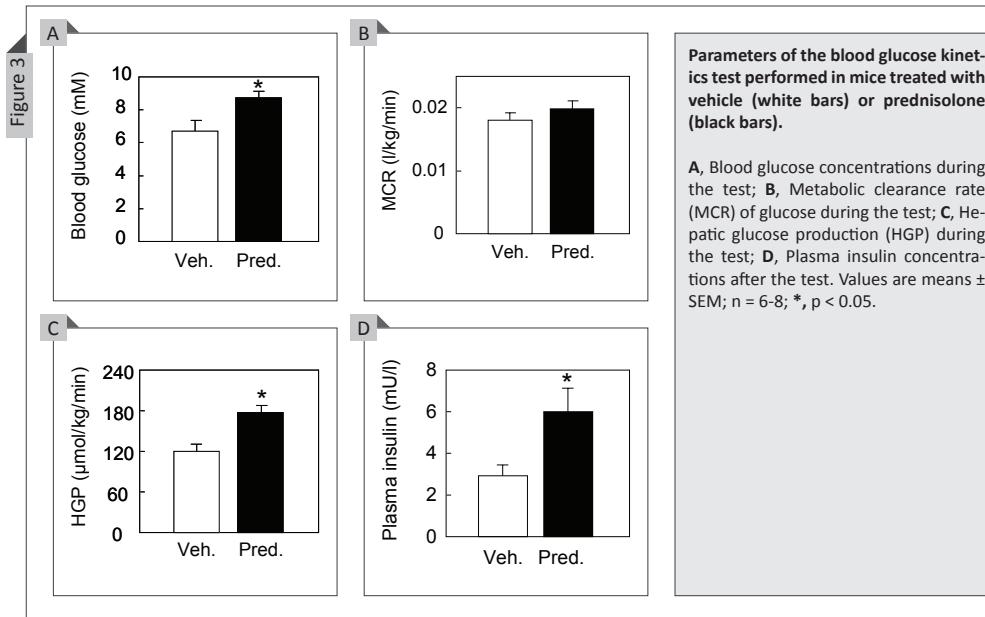 Figure 3
A
Blood glucose (mM)
10
8
6
4
2
0
*
Veh. Pred.
B
MCR (l/kg/min)
0.02
0.01
0
Veh. Pred.
C
HGP (µmol/kg/min)
240
180
120
60
0
*
Veh. Pred.
D
Plasma insulin (mU/l)
8
6
4
2
0
*
Veh. Pred.
Parameters of the blood glucose kinet-
ics test performed in mice treated with
vehicle (white bars) or prednisolone
(black bars).
A, Blood glucose concentrations during
the test; B, Metabolic clearance rate
(MCR) of glucose during the test; C, He-
patic glucose production (HGP) during
the test; D, Plasma insulin concentra-
tions after the test. Values are means ±
SEM; n = 6-8; *, p < 0.05.